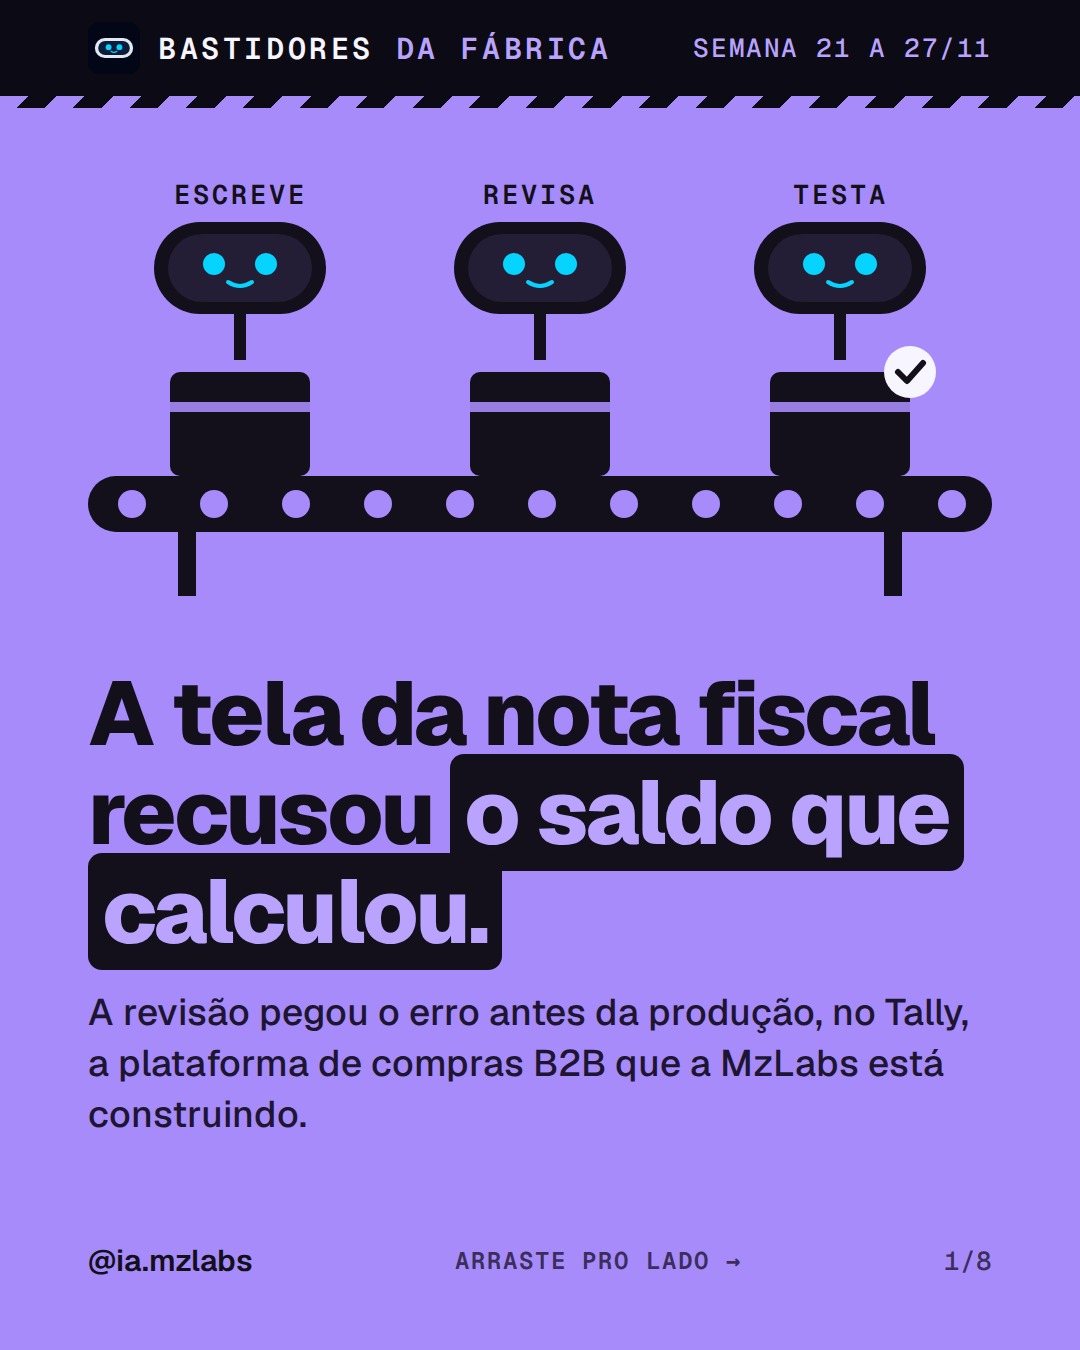 BASTIDORES DA FÁBRICA
SEMANA 21 A 27/11
ESCREVE
REVISA
TESTA
A tela da nota fiscal
recusou o saldo que
calculou.
A revisão pegou o erro antes da produção, no Tally,
a plataforma de compras B2B que a MzLabs está
construindo.
@ia.mzlabs
ARRASTE PRO LADO →
1/8